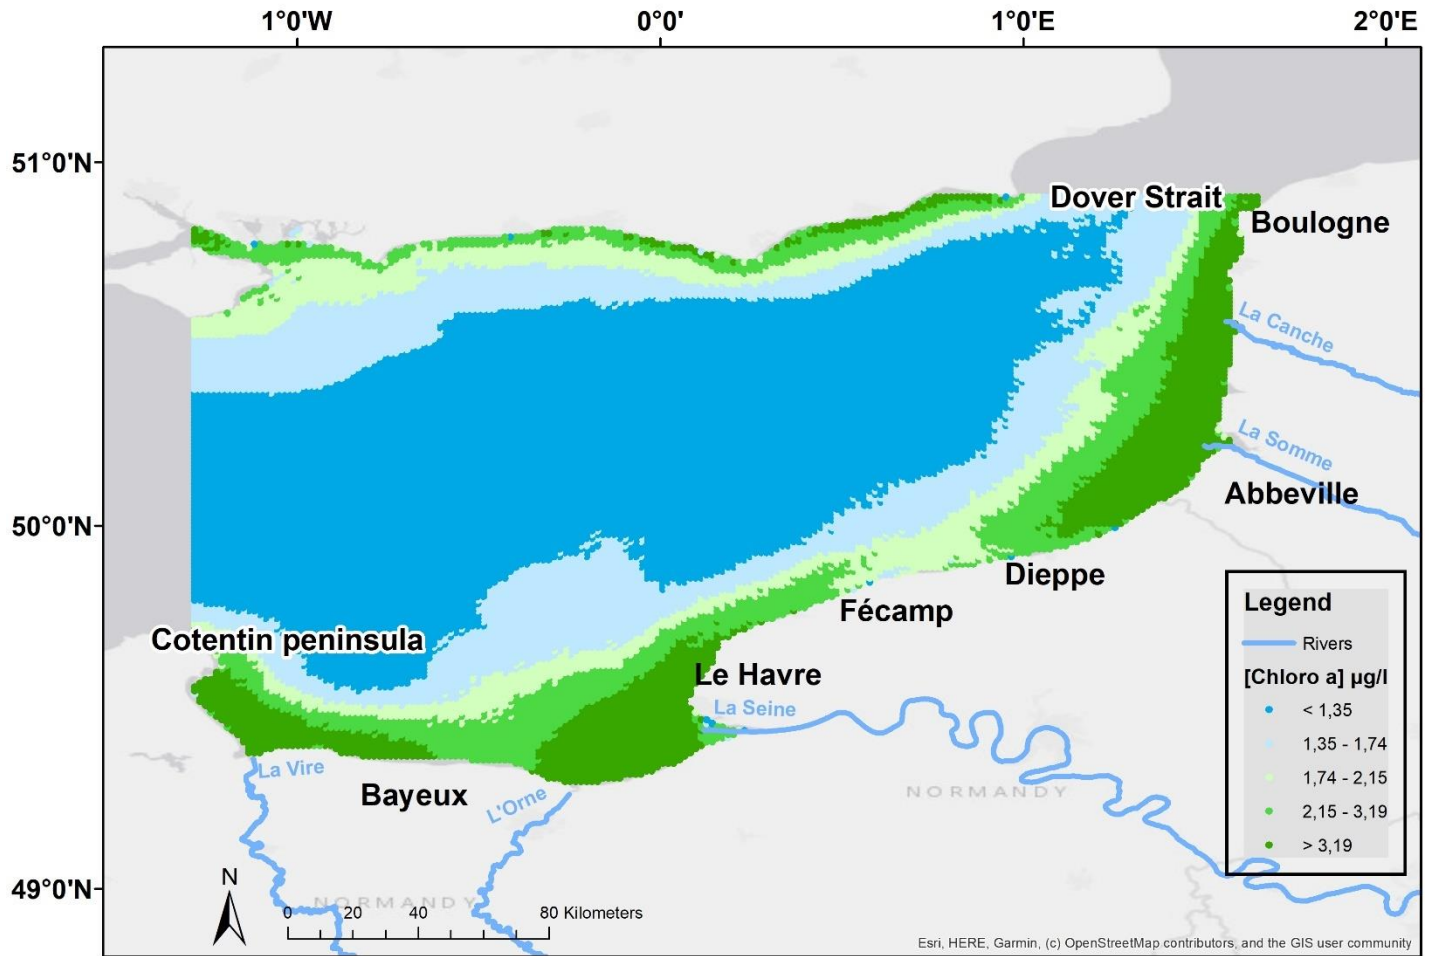 1°0'W 0°0' 1°0'E 2°0'E
51°0'N
Dover Strait
Boulogne
La Canche
La Somme
Abbeville
50°0'N
Dieppe
Fécamp
Cotentin peninsula
Le Havre
La Seine
La Vire
Bayeux
L'Orne
NORMANDY
49°0'N
N
NORMANDY
0 20 40 80 Kilometers
Legend
Rivers
[Chloro a] µg/l
< 1,35
1,35 - 1,74
1,74 - 2,15
2,15 - 3,19
> 3,19
Esri, HERE, Garmin, (c) OpenStreetMap contributors, and the GIS user community